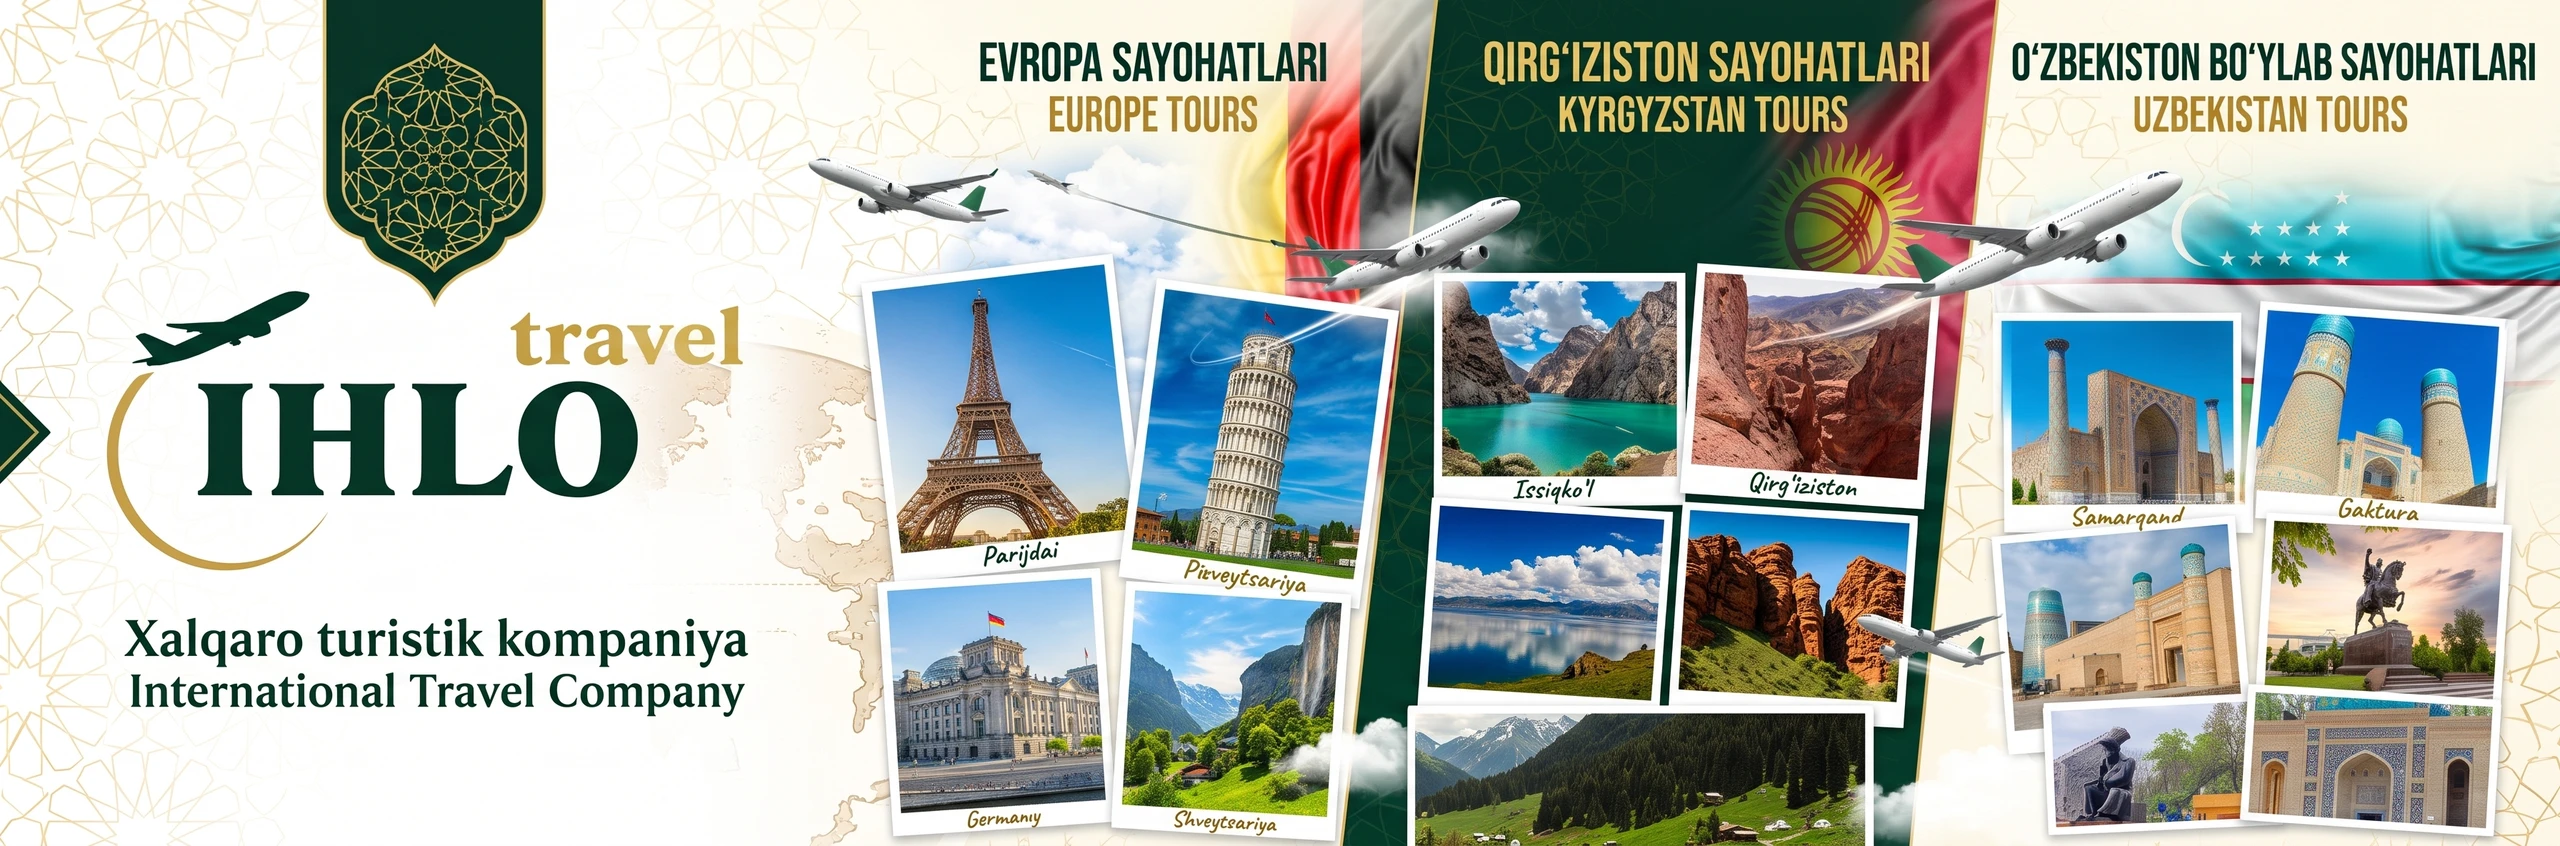 travel
IHLO
Xalqaro turistik kompaniya
International Travel Company
EVROPA SAYOHATLARI
EUROPE TOURS
Parijdai
Pizveytsariya
Germanıy
Shveytsariya
QIRG‘IZISTON SAYOHATLARI
KYRGYZSTAN TOURS
Issiqko'l
Qirg'iziston
O‘ZBEKISTON BO‘YLAB SAYOHATLARI
UZBEKISTAN TOURS
Samarqand
Gaktura